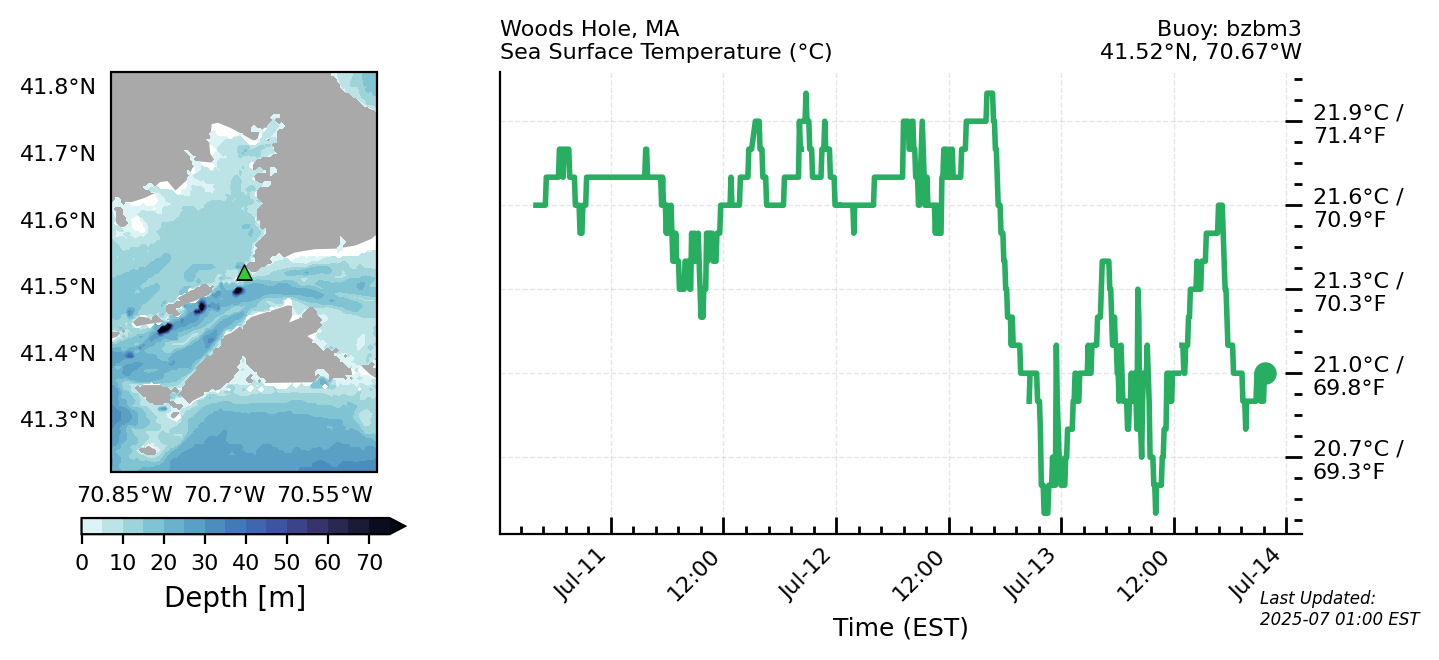 Woods Hole, MA
Sea Surface Temperature (°C)
Buoy: bzbm3
41.52°N, 70.67°W
41.8°N
41.7°N
41.6°N
41.5°N
41.4°N
41.3°N
70.85°W 70.7°W 70.55°W
0 10 20 30 40 50 60 70
Depth [m]
21.9°C /
71.4°F
21.6°C /
70.9°F
21.3°C /
70.3°F
21.0°C /
69.8°F
20.7°C /
69.3°F
Jul-11 12:00 Jul-12 12:00 Jul-13 12:00 Jul-14
Time (EST)
Last Updated:
2025-07 01:00 EST